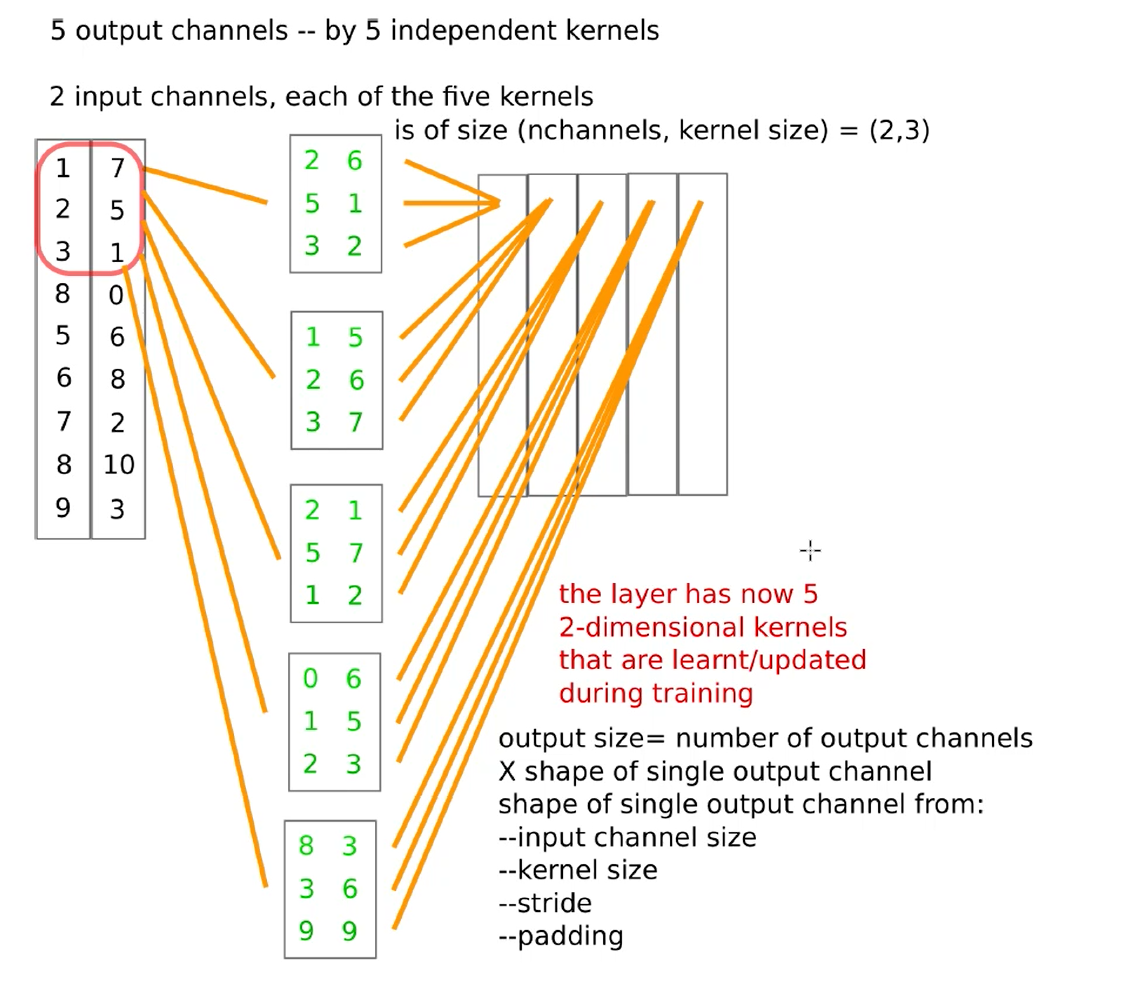 5 output channels -- by 5 independent kernels
2 input channels, each of the five kernels
is of size (nchannels, kernel size) = (2,3)
1 7
2 5
3 1
8 0
5 6
6 8
7 2
8 10
9 3
2 6
5 1
3 2
1 5
2 6
3 7
2 1
5 7
1 2
0 6
1 5
2 3
8 3
3 6
9 9
the layer has now 5
2-dimensional kernels
that are learnt/updated
during training
output size= number of output channels
X shape of single output channel
shape of single output channel from:
--input channel size
--kernel size
--stride
--padding